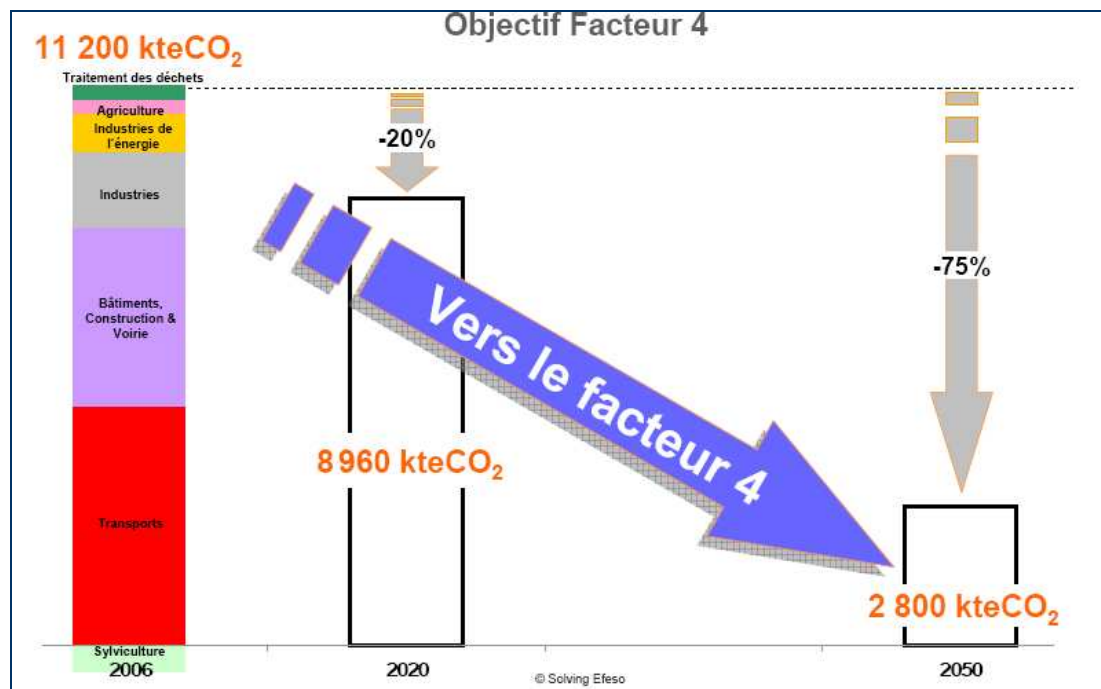 Objectif Facteur 4
11 200 kteCO₂
Traitement des déchets
Agriculture
Industries de
l'énergie
Industries
Bâtiments,
Construction &
Voirie
Transports
Sylviculture
-20%
-75%
Vers le facteur 4
8 960 kteCO₂
2 800 kteCO₂
2006
2020
2050
© Solving Efeso